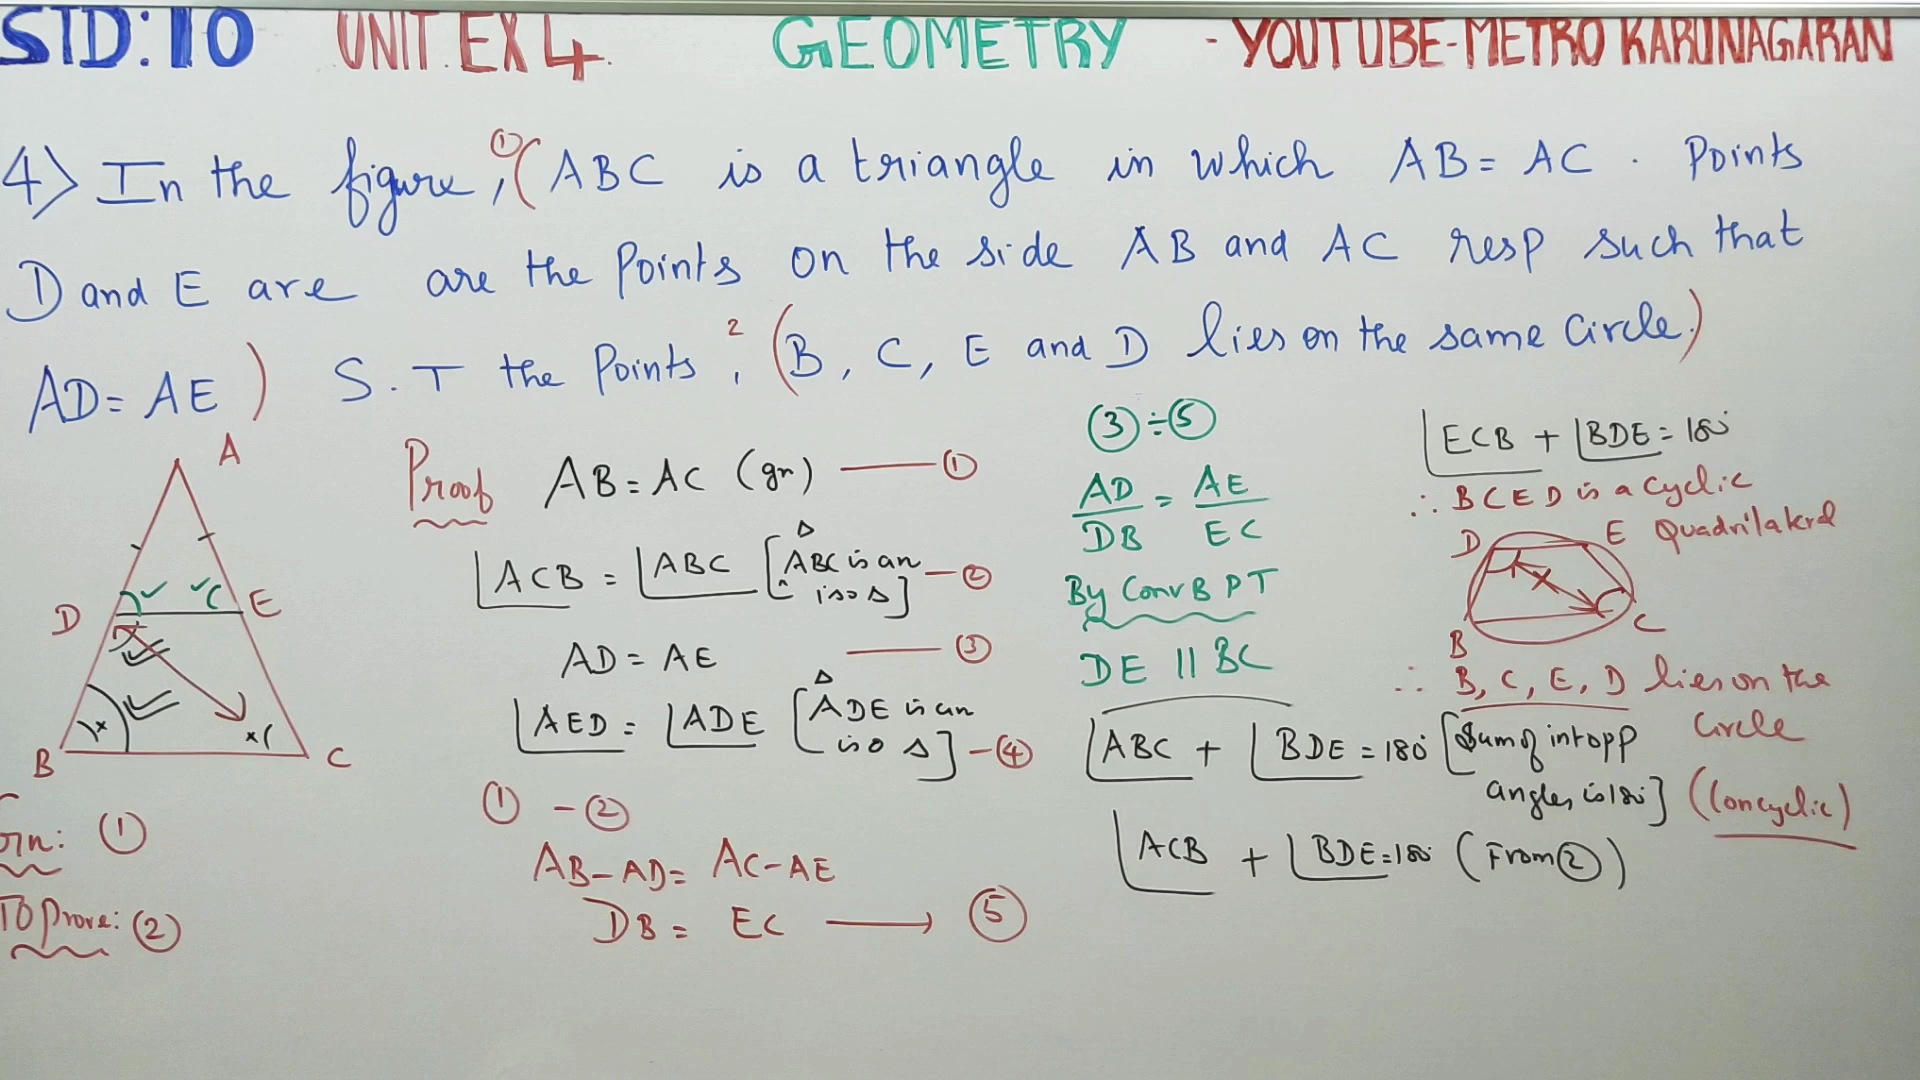 STD: 10 UNIT EX 4 GEOMETRY - YOUTUBE-METRO KARUNAGARAN
4) In the figure, ① (ABC is a triangle in which AB = AC . Points
D and E are are the Points on the side AB and AC resp such that
AD = AE ) S.T the Points, 2 (B, C, E and D lies on the same Circle.)
A
D
E
B
C
Gn: ①
To Prove: ②
Proof AB = AC (gn) —— ①
∠ACB = ∠ABC [△ABC is an
iso △] — ②
AD = AE —— ③
∠AED = ∠ADE [△ADE is an
iso △] — ④
① - ②
AB - AD = AC - AE
DB = EC → ⑤
③ ÷ ⑤
AD/DB = AE/EC
By Conv B P T
DE || BC
∠ABC + ∠BDE = 180° [Sum of int opp
angles is 180°]
∠ACB + ∠BDE = 180° (From ②)
∠ECB + ∠BDE = 180°
∴ BCED is a Cyclic
Quadrilateral
D
E
B
C
∴ B, C, E, D lies on the
Circle
(Concyclic)